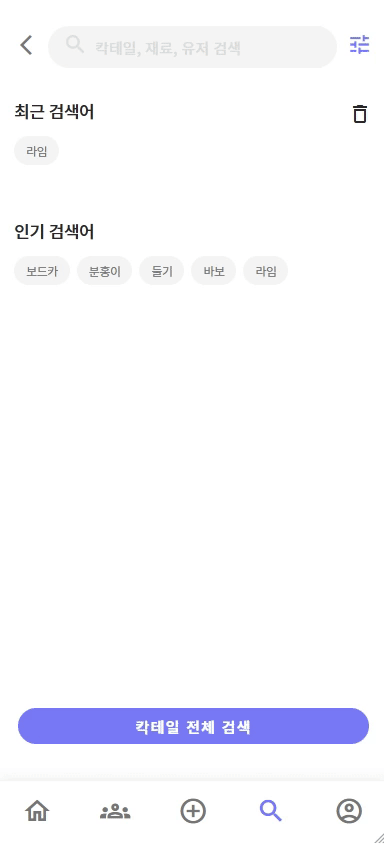 칵테일, 재료, 유저 검색
최근 검색어
라임
인기 검색어
보드카 분홍이 들기 바보 라임
칵테일 전체 검색